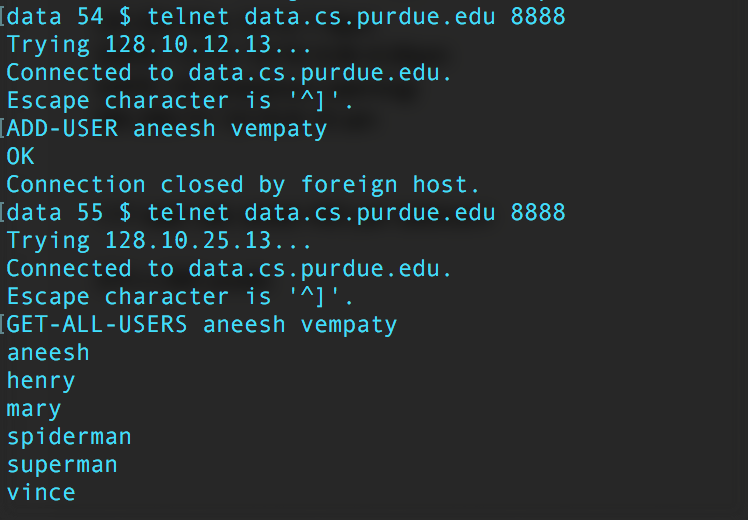 [data 54 $ telnet data.cs.purdue.edu 8888
Trying 128.10.12.13...
Connected to data.cs.purdue.edu.
Escape character is '^]'.
[ADD-USER aneesh vempaty
OK
Connection closed by foreign host.
[data 55 $ telnet data.cs.purdue.edu 8888
Trying 128.10.25.13...
Connected to data.cs.purdue.edu.
Escape character is '^]'.
[GET-ALL-USERS aneesh vempaty
aneesh
henry
mary
spiderman
superman
vince